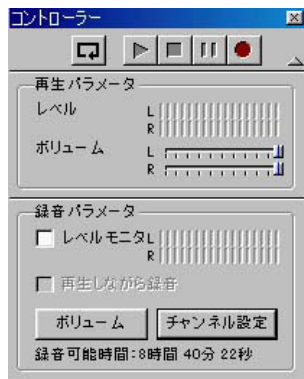 コントローラー
再生パラメータ
レベル L
R
ボリューム L
R
録音パラメータ
レベルモニタ L
R
再生しながら録音
ボリューム チャンネル設定
録音可能時間:8時間 40分 22秒